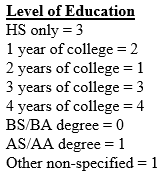 Level of Education
HS only = 3
1 year of college = 2
2 years of college = 1
3 years of college = 3
4 years of college = 4
BS/BA degree = 0
AS/AA degree = 1
Other non-specified = 1